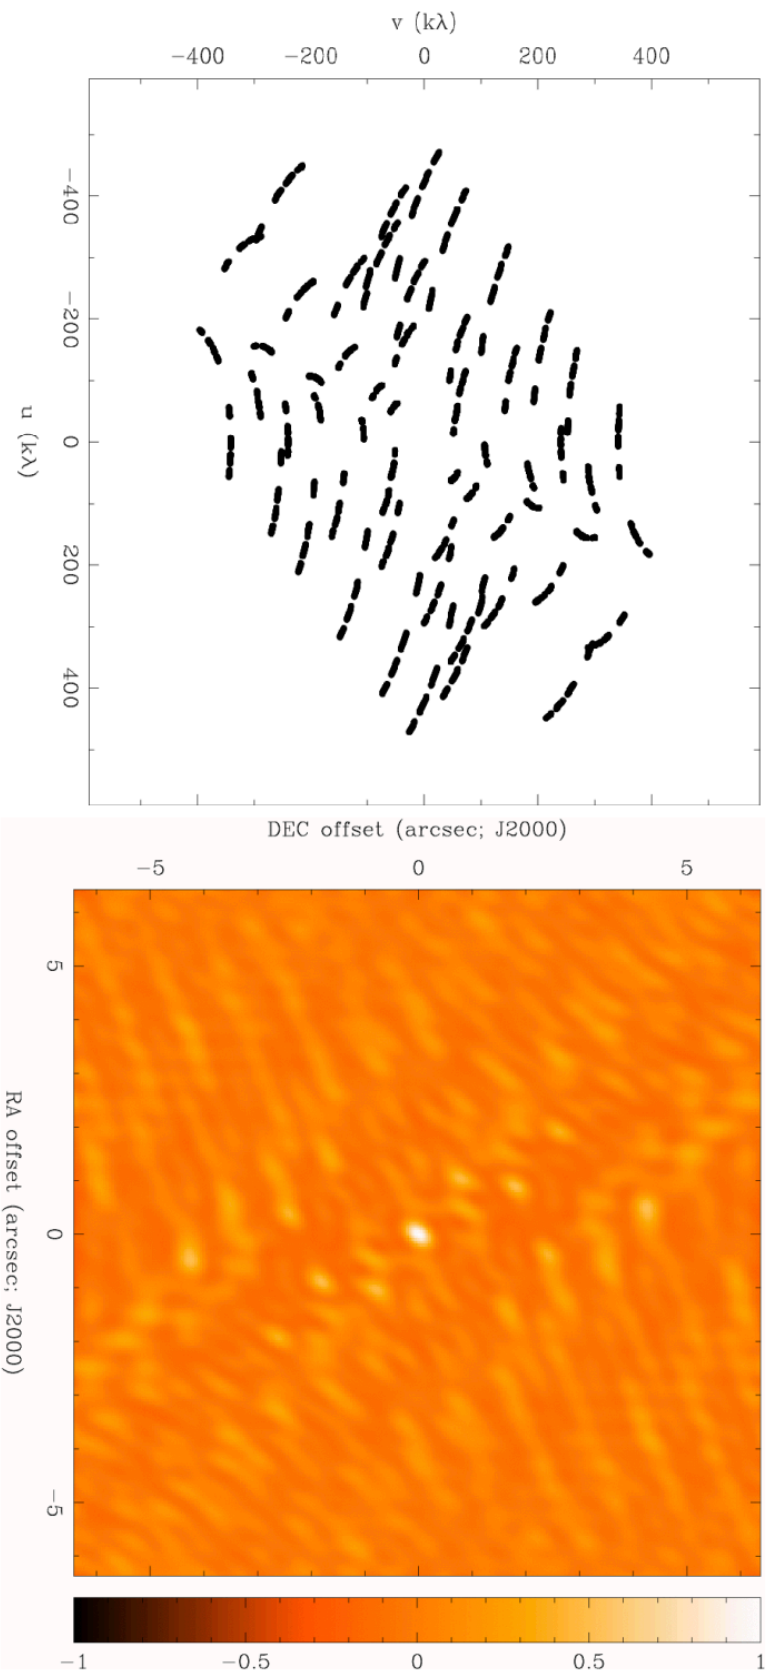 v (kλ)
−400 −200 0 200 400
−400
−200
0
200
400
u (kλ)
DEC offset (arcsec; J2000)
−5 0 5
5
0
−5
RA offset (arcsec; J2000)
−1 −0.5 0 0.5 1